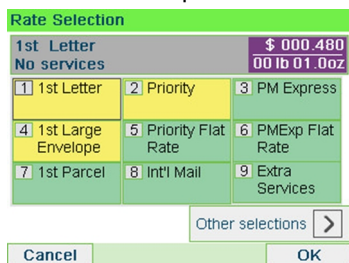 Rate Selection
1st Letter
No services
$ 000.480
00 lb 01.0oz
1 1st Letter
2 Priority
3 PM Express
4 1st Large
Envelope
5 Priority Flat
Rate
6 PMExp Flat
Rate
7 1st Parcel
8 Int'l Mail
9 Extra
Services
Other selections >
Cancel
OK